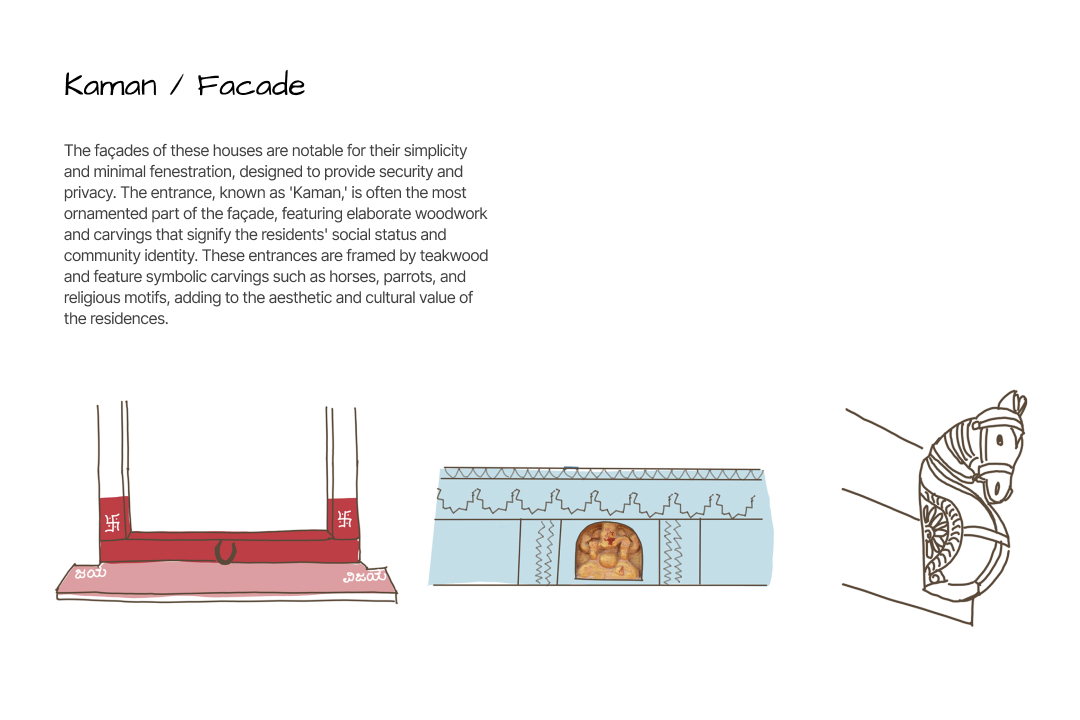 Kaman / Facade
The façades of these houses are notable for their simplicity
and minimal fenestration, designed to provide security and
privacy. The entrance, known as 'Kaman,' is often the most
ornamented part of the façade, featuring elaborate woodwork
and carvings that signify the residents' social status and
community identity. These entrances are framed by teakwood
and feature symbolic carvings such as horses, parrots, and
religious motifs, adding to the aesthetic and cultural value of
the residences.
卐 卐
ಜಯ ವಿಜಯ